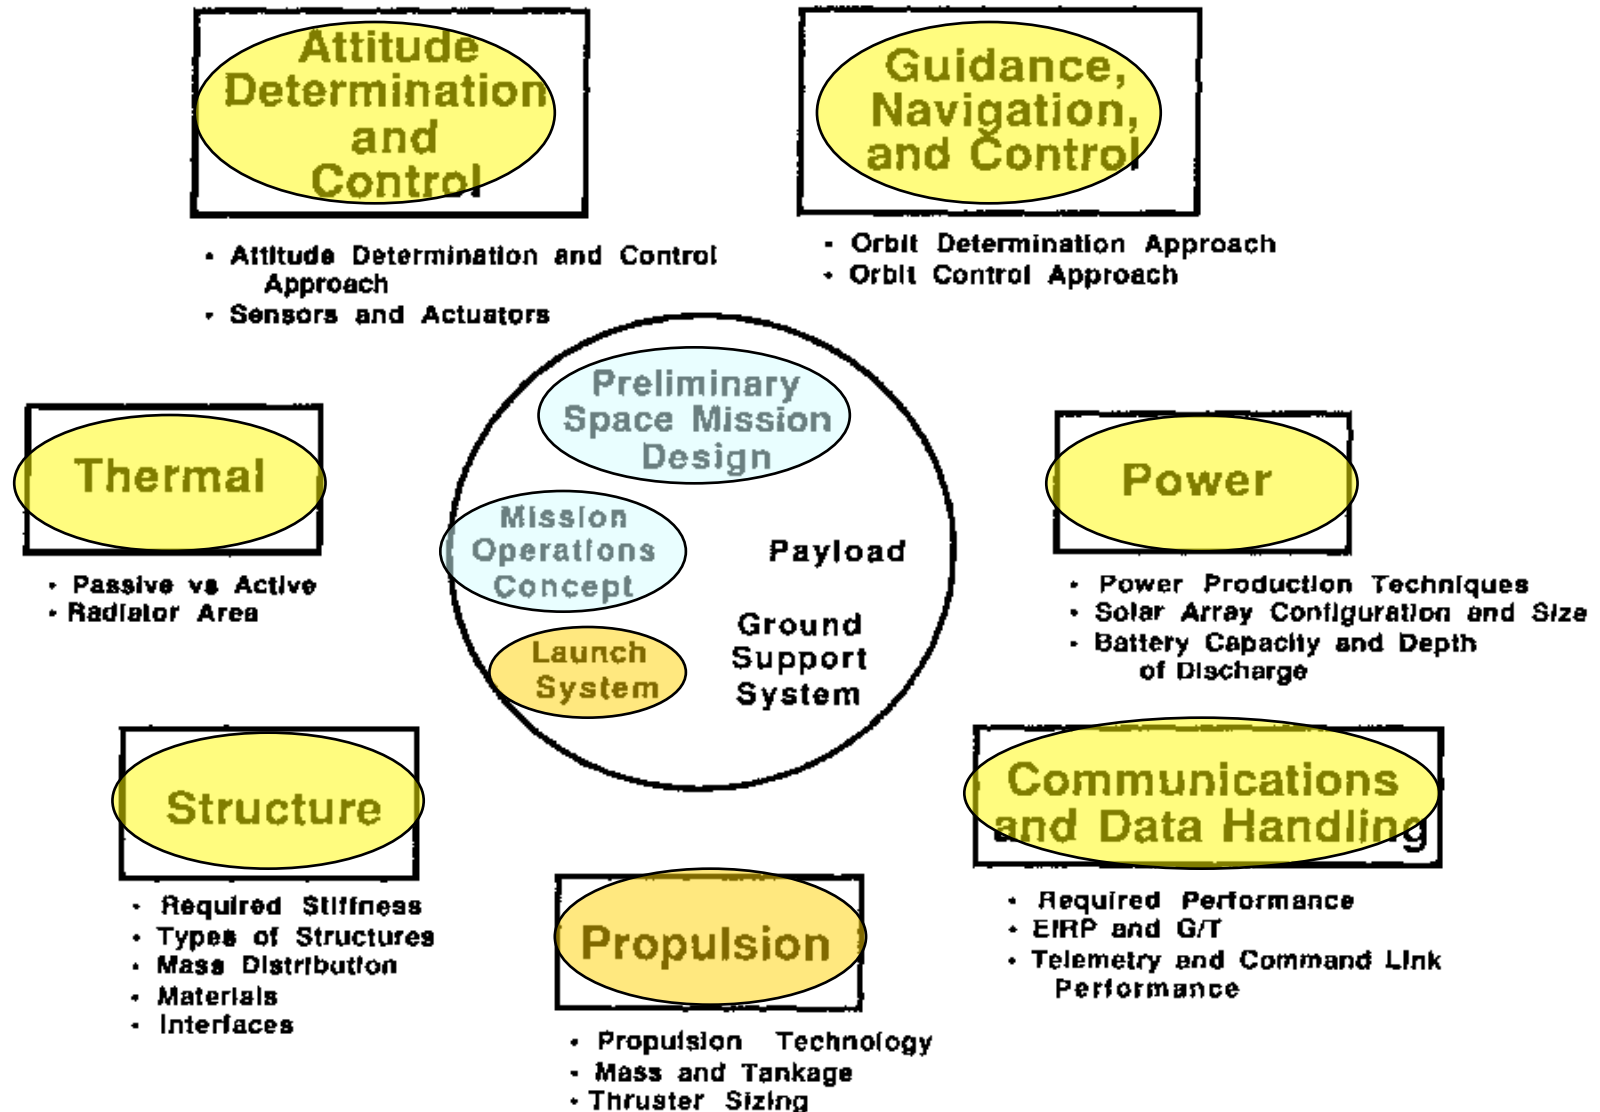 Attitude
Determination
and
Control
• Attitude Determination and Control
Approach
• Sensors and Actuators
Guidance,
Navigation,
and Control
• Orbit Determination Approach
• Orbit Control Approach
Preliminary
Space Mission
Design
Mission
Operations
Concept
Payload
Launch
System
Ground
Support
System
Thermal
• Passive vs Active
• Radiator Area
Power
• Power Production Techniques
• Solar Array Configuration and Size
• Battery Capacity and Depth
of Discharge
Structure
• Required Stiffness
• Types of Structures
• Mass Distribution
• Materials
• Interfaces
Propulsion
• Propulsion Technology
• Mass and Tankage
• Thruster Sizing
Communications
and Data Handling
• Required Performance
• EIRP and G/T
• Telemetry and Command Link
Performance